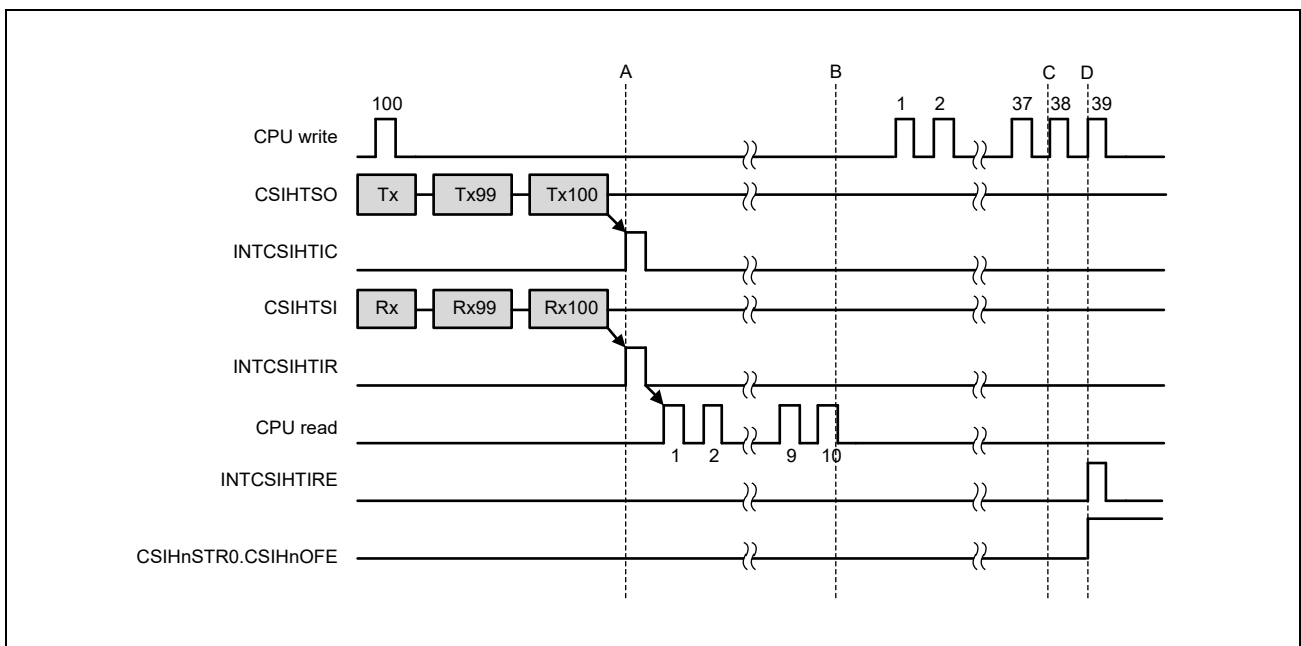 A B C D
100 1 2 37 38 39
CPU write
CSIHTSO Tx Tx99 Tx100
INTCSIHTIC
CSIHTSI Rx Rx99 Rx100
INTCSIHTIR
CPU read
1 2 9 10
INTCSIHTIRE
CSIHnSTR0.CSIHnOFE